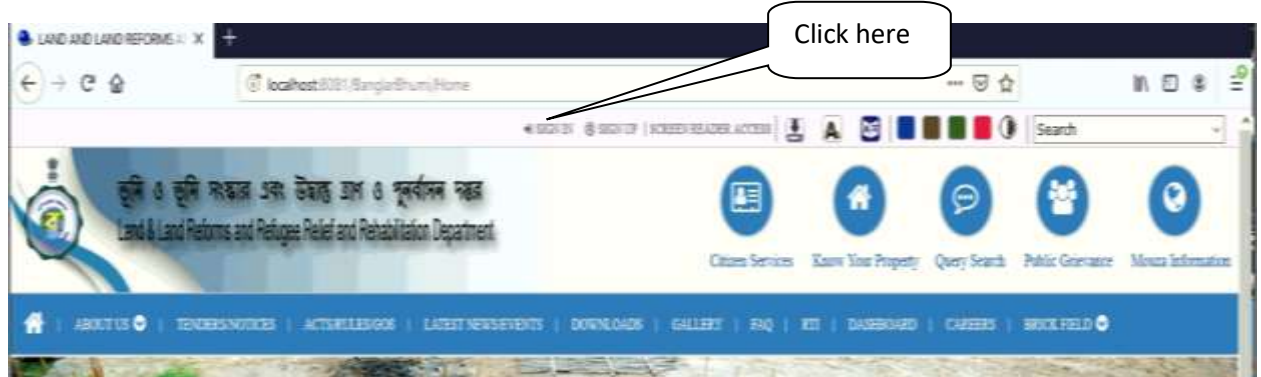 Click here
LAND AND LAND REFORMS A
localhost:8081/BanglarBhumi/Home
SIGN IN SIGN UP | SCREEN READER ACCESS A Search
ভূমি ও ভূমি সংস্কার এবং উদ্বাস্তু ত্রাণ ও পুনর্বাসন দপ্তর
Land & Land Reforms and Refugee Relief and Rehabilitation Department
Citizen Services Know Your Property Query Search Public Grievance Mouza Information
ABOUT US | TENDERS/NOTICES | ACTS/RULES/GOS | LATEST NEWS/EVENTS | DOWNLOADS | GALLERY | FAQ | RTI | DASHBOARD | CAREERS | BRICK FIELD